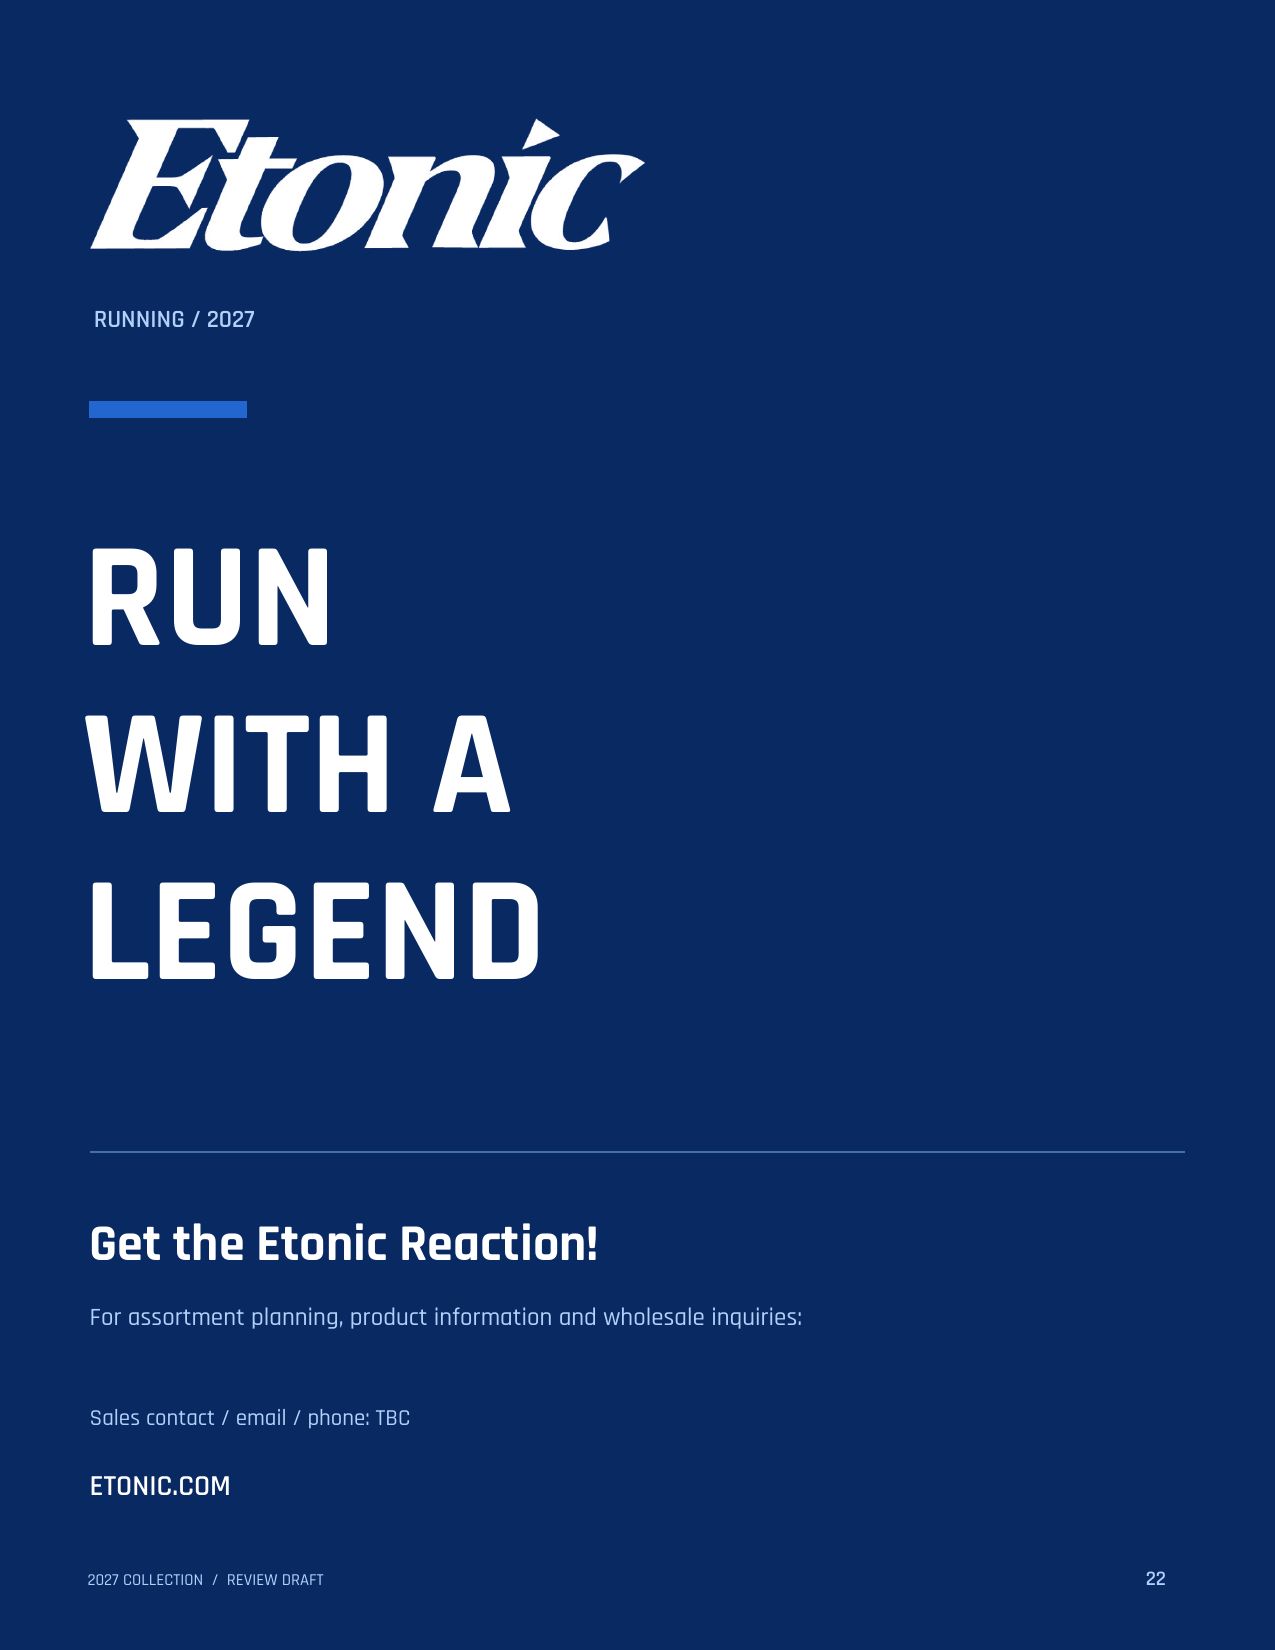 Etonic
RUNNING / 2027
RUN
WITH A
LEGEND
Get the Etonic Reaction!
For assortment planning, product information and wholesale inquiries:
Sales contact / email / phone: TBC
ETONIC.COM
2027 COLLECTION / REVIEW DRAFT
22